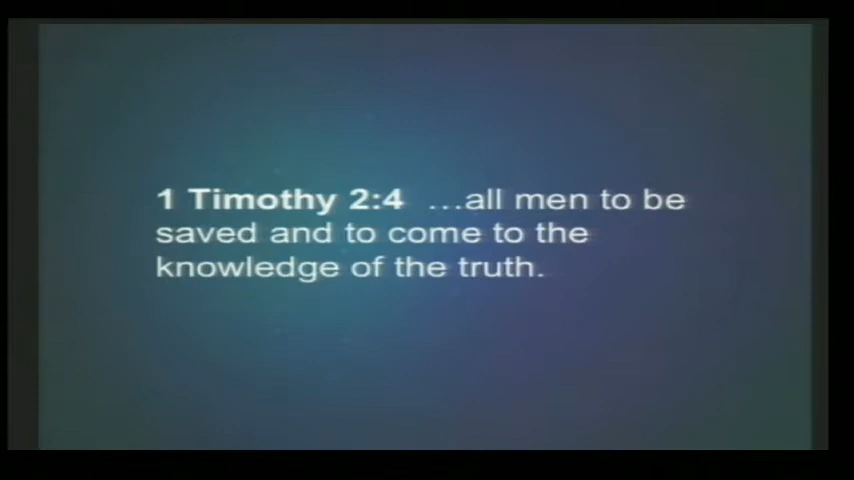 1 Timothy 2:4 …all men to be
saved and to come to the
knowledge of the truth.